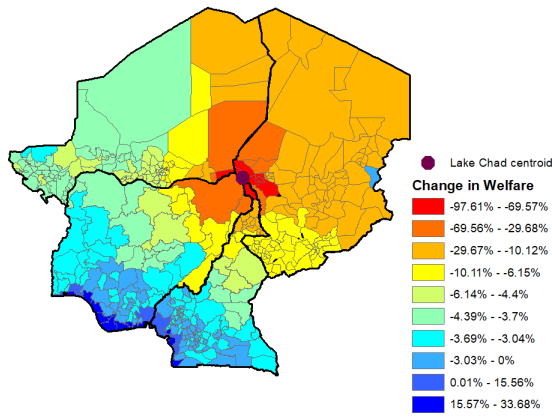 Lake Chad centroid
Change in Welfare
-97.61% - -69.57%
-69.56% - -29.68%
-29.67% - -10.12%
-10.11% - -6.15%
-6.14% - -4.4%
-4.39% - -3.7%
-3.69% - -3.04%
-3.03% - 0%
0.01% - 15.56%
15.57% - 33.68%